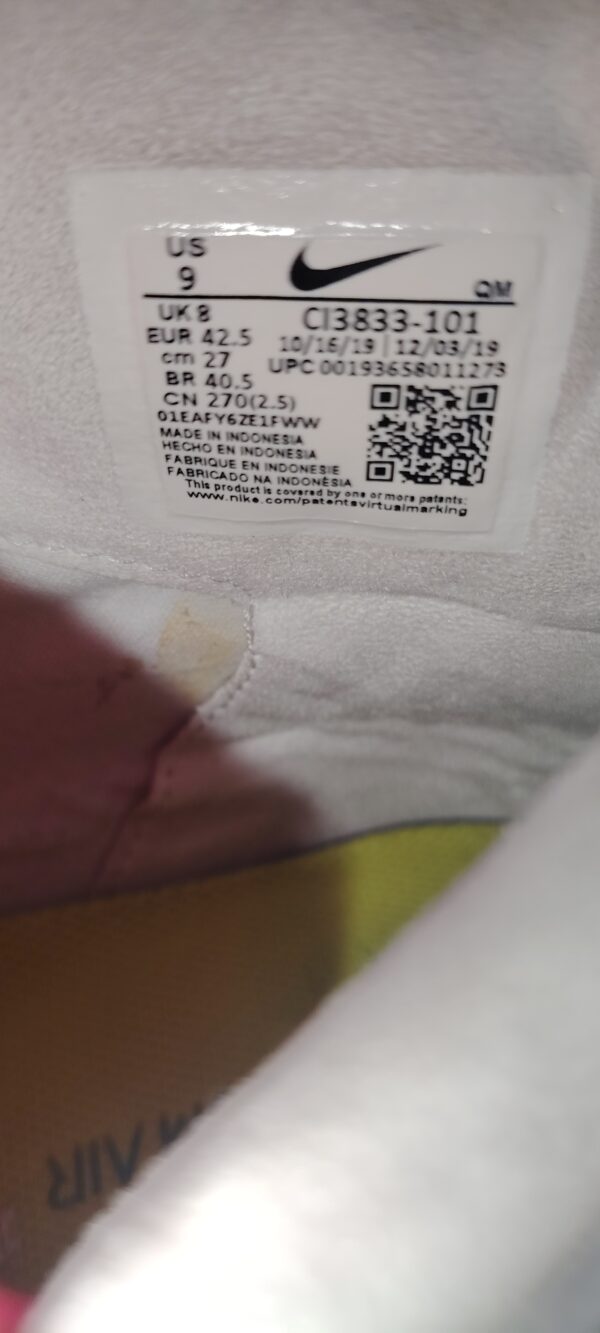 US
9
QM
UK 8
EUR 42.5
cm 27
BR 40.5
CN 270(2.5)
CI3833-101
10/16/19 | 12/03/19
UPC 00193658011273
01EAFY6ZE1FWW
MADE IN INDONESIA
HECHO EN INDONESIA
FABRIQUE EN INDONESIE
FABRICADO NA INDONÉSIA
This product is covered by one or more patents:
www.nike.com/patentsvirtualmarking
AIR